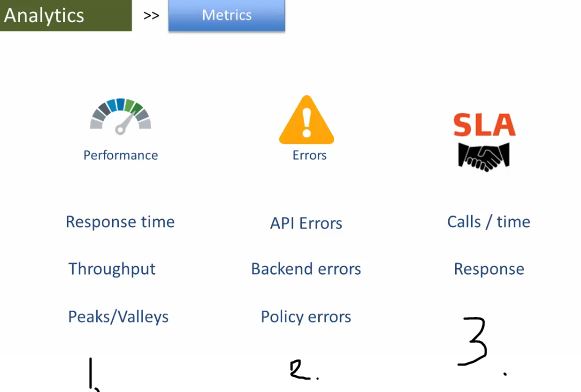 Analytics >> Metrics
Performance Errors SLA
Response time API Errors Calls / time
Throughput Backend errors Response
Peaks/Valleys Policy errors
1. 2. 3.